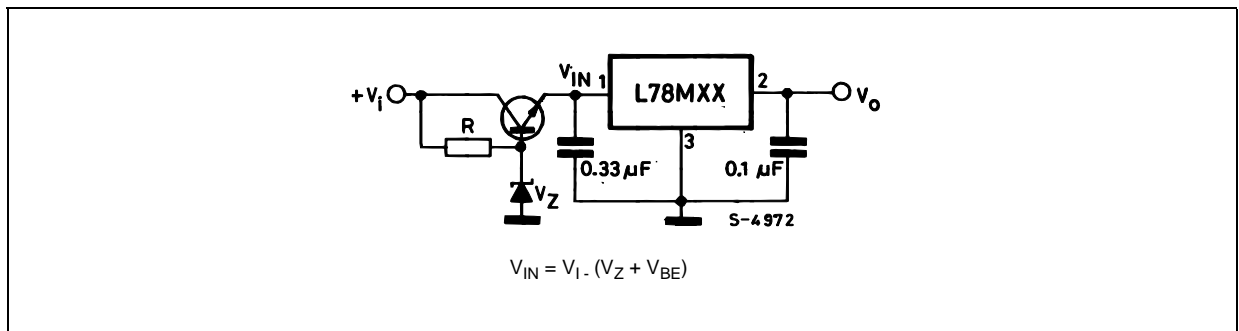 +Vi
R
VZ
VIN
1
L78MXX
2
3
Vo
0.33µF
0.1 µF
S-4972
VIN = VI - (VZ + VBE)